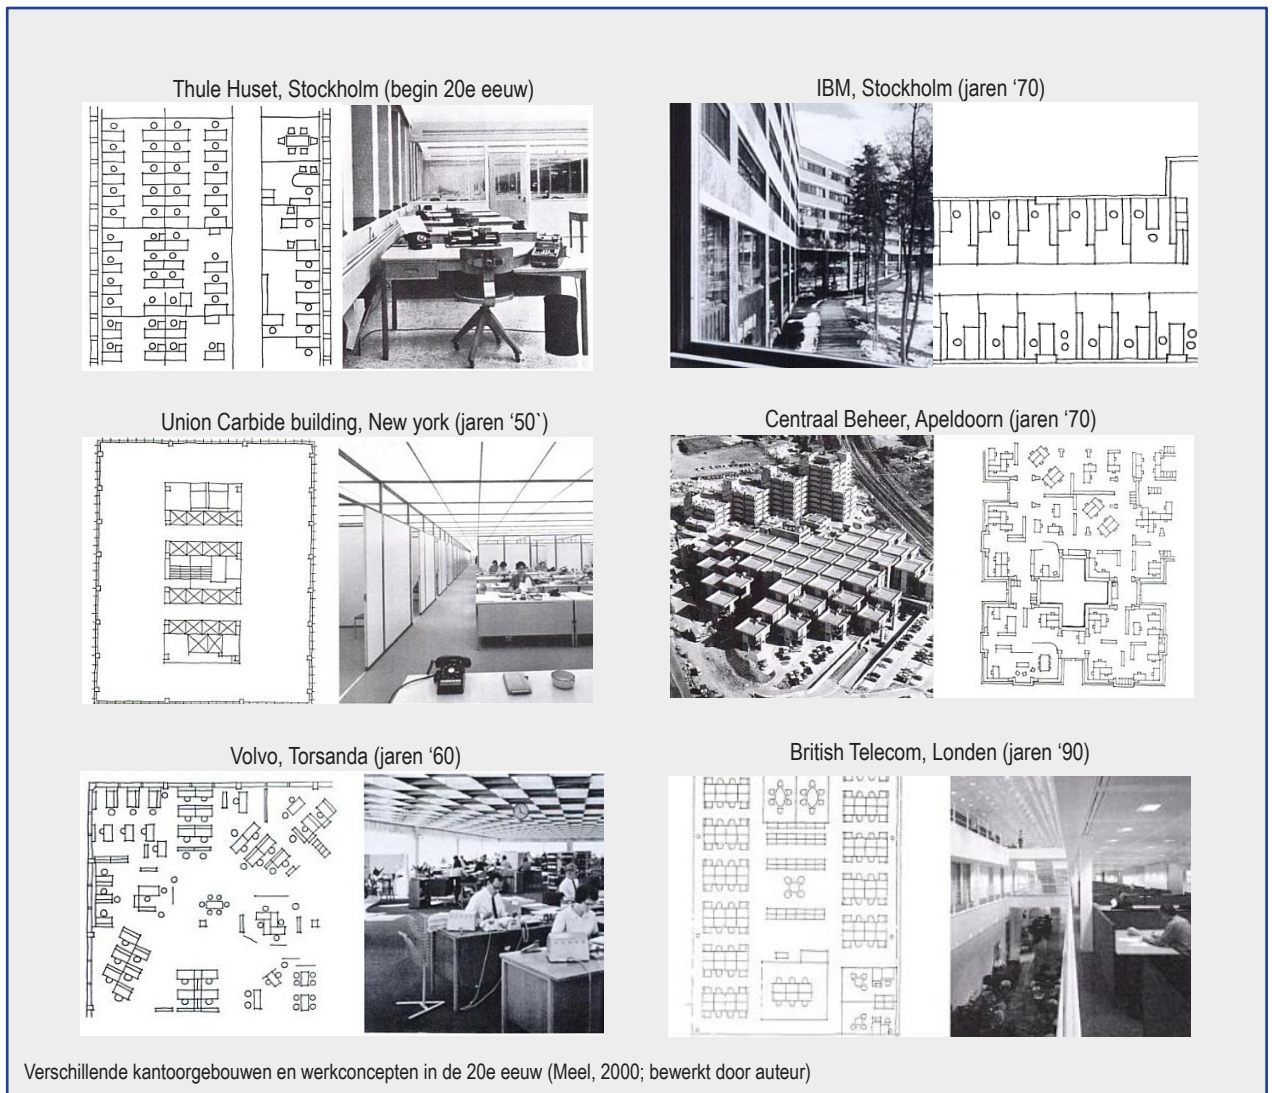 Thule Huset, Stockholm (begin 20e eeuw)
IBM, Stockholm (jaren ‘70)
Union Carbide building, New york (jaren ‘50`)
Centraal Beheer, Apeldoorn (jaren ‘70)
Volvo, Torsanda (jaren ‘60)
British Telecom, Londen (jaren ‘90)
Verschillende kantoorgebouwen en werkconcepten in de 20e eeuw (Meel, 2000; bewerkt door auteur)